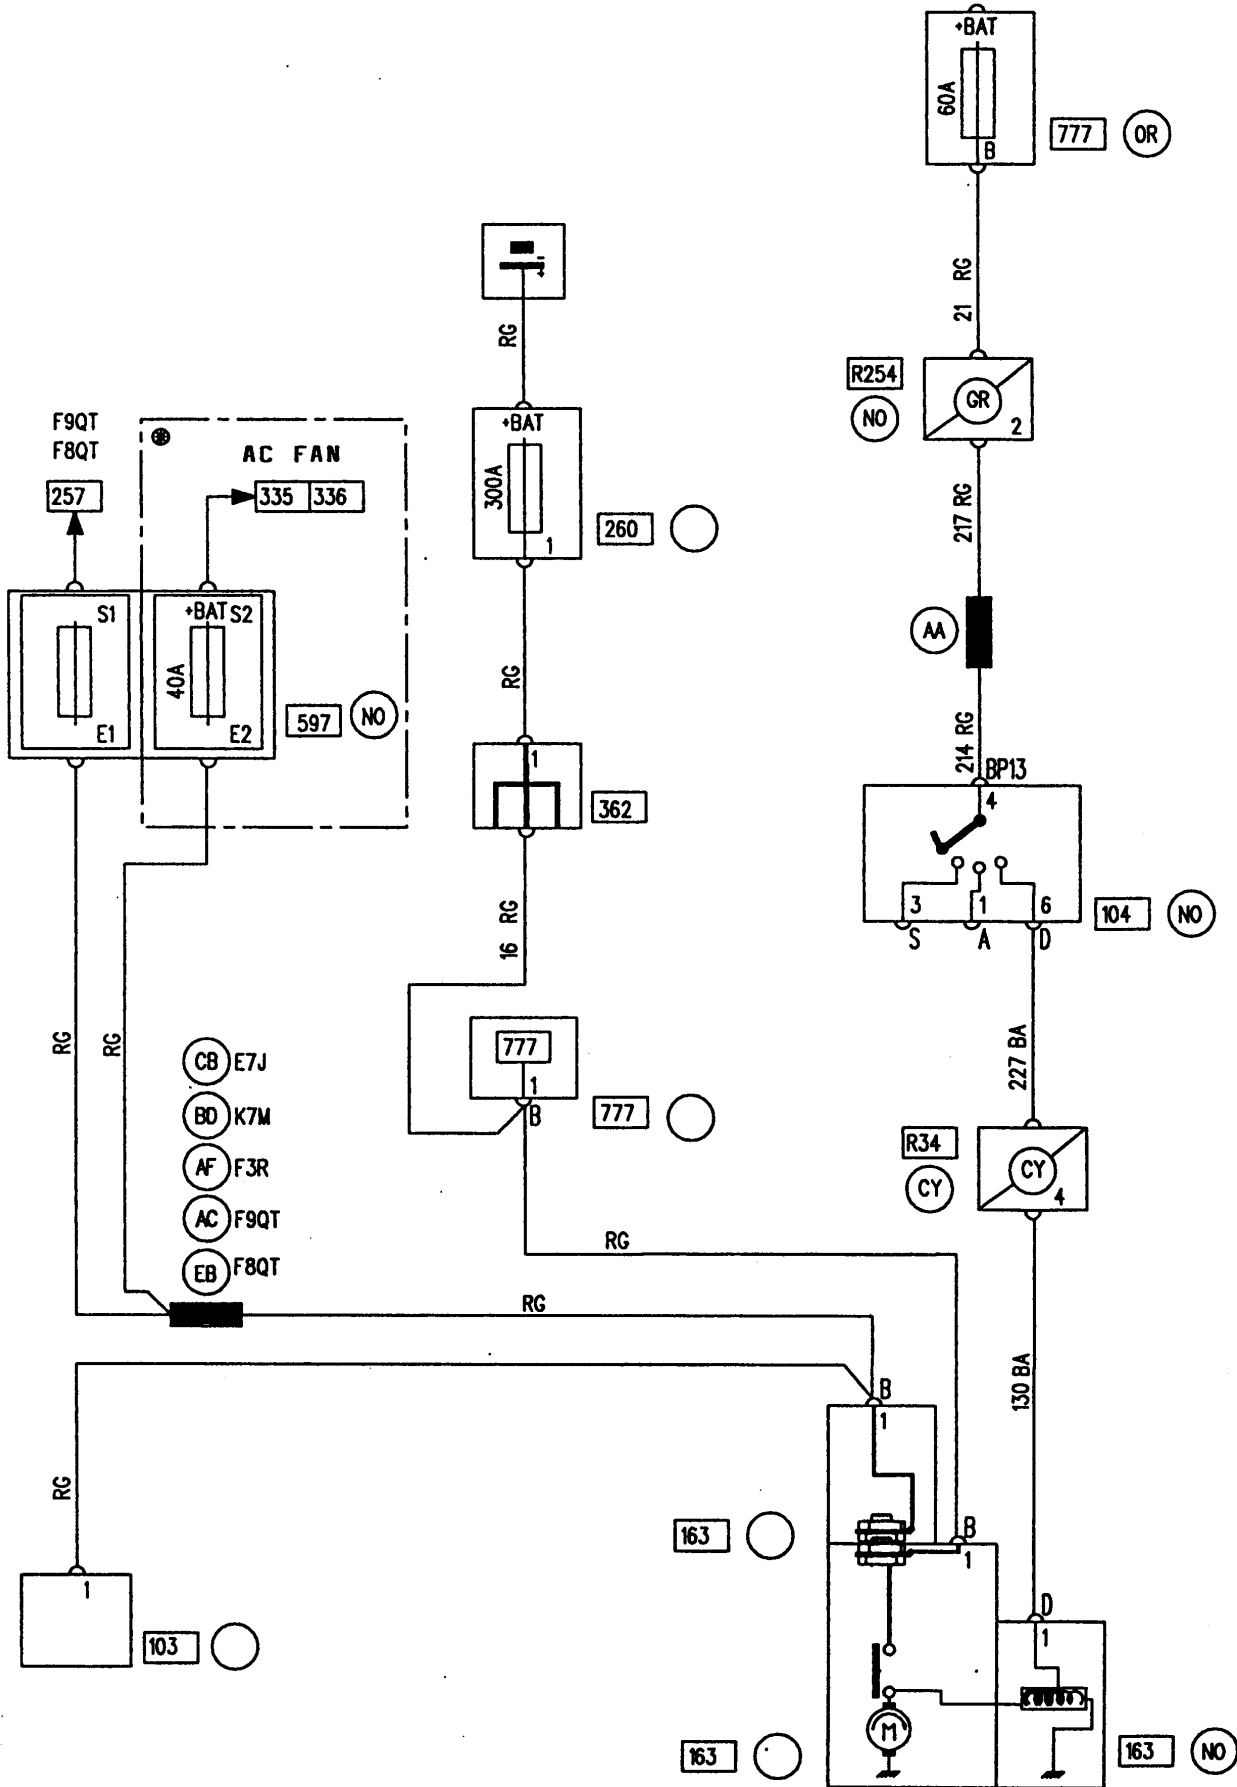 +BAT
60A
B
777 OR
21 RG
RG
R254
NO
GR
2
F9QT
F8QT
257
AC FAN
335 336
+BAT
300A
1
260
217 RG
AA
S1
E1
+BAT S2
40A
E2
597 NO
RG
1
362
214 RG
BP13
4
3 1 6
S A D
104 NO
16 RG
777
1
B
777
RG
RG
CB E7J
BD K7M
AF F3R
AC F9QT
EB F8QT
227 BA
R34
CY
CY
4
RG
RG
130 BA
B
1
RG
163
B
1
1
103
D
1
M
163
163 NO